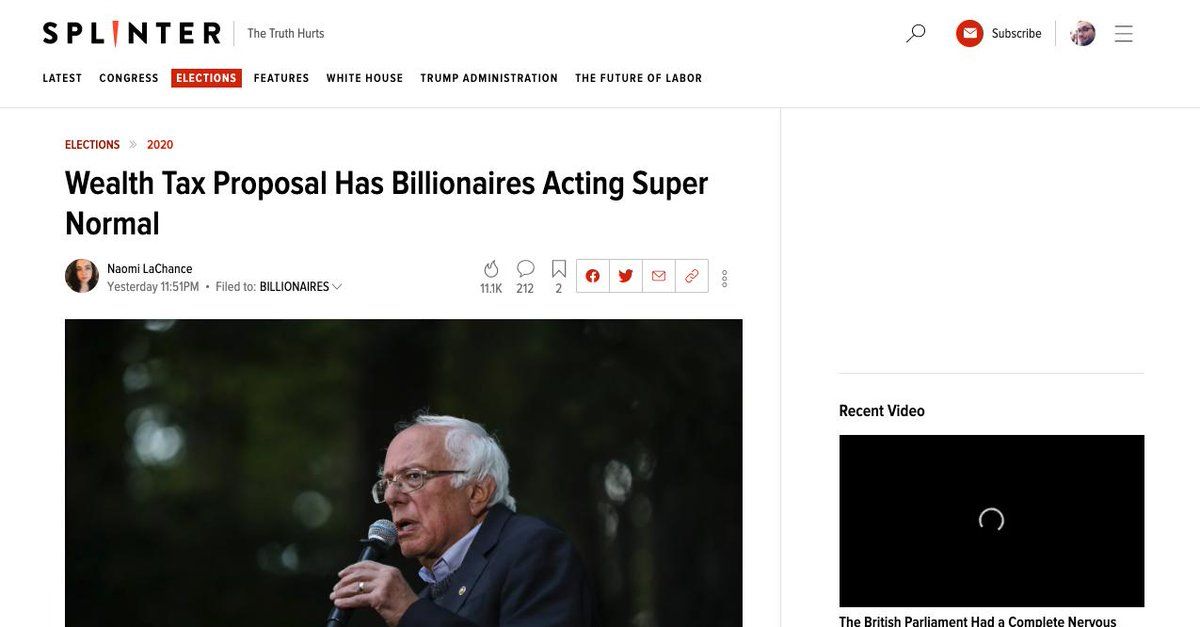 SPLINTER
The Truth Hurts
Subscribe
LATEST CONGRESS ELECTIONS FEATURES WHITE HOUSE TRUMP ADMINISTRATION THE FUTURE OF LABOR
ELECTIONS » 2020
Wealth Tax Proposal Has Billionaires Acting Super
Normal
Naomi LaChance
Yesterday 11:51PM • Filed to: BILLIONAIRES
11.1K 212 2
Recent Video
The British Parliament Had a Complete Nervous